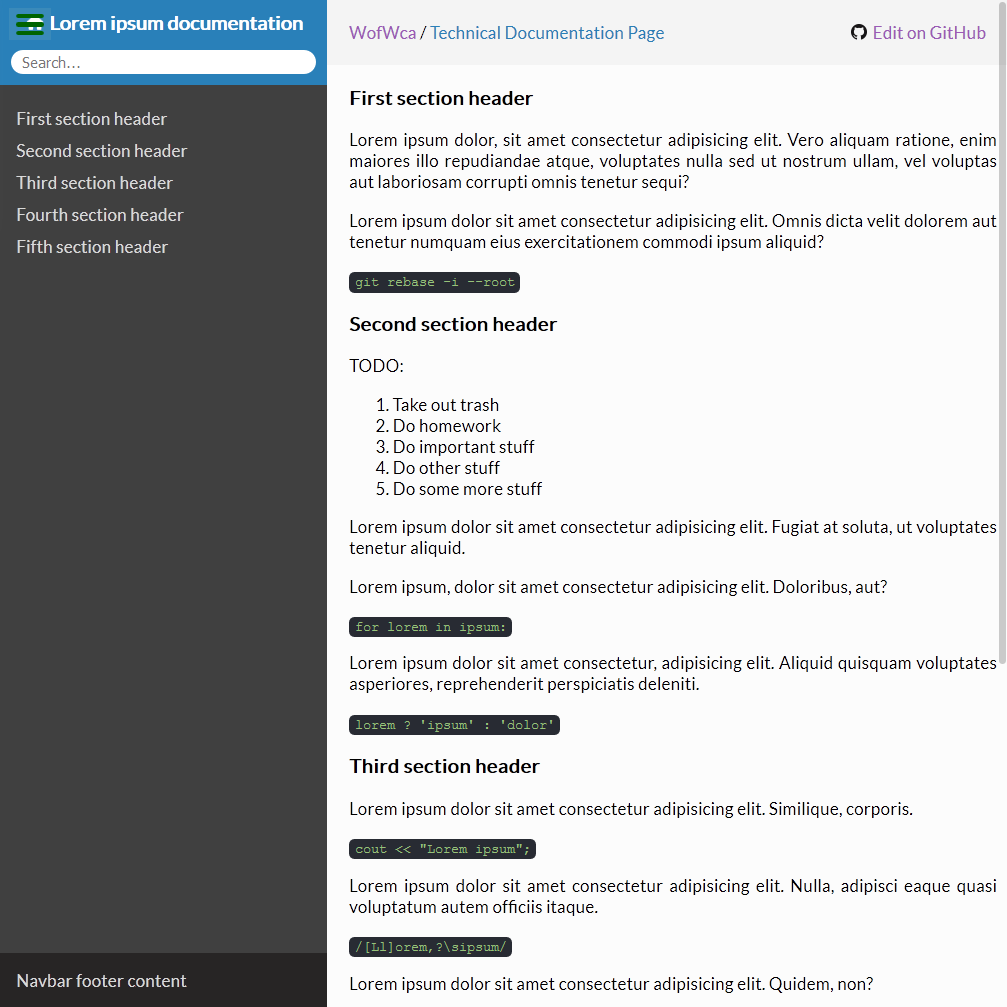 Lorem ipsum documentation
Search...
First section header
Second section header
Third section header
Fourth section header
Fifth section header
Navbar footer content
WofWca / Technical Documentation Page
Edit on GitHub
First section header
Lorem ipsum dolor, sit amet consectetur adipisicing elit. Vero aliquam ratione, enim
maiores illo repudiandae atque, voluptates nulla sed ut nostrum ullam, vel voluptas
aut laboriosam corrupti omnis tenetur sequi?
Lorem ipsum dolor sit amet consectetur adipisicing elit. Omnis dicta velit dolorem aut
tenetur numquam eius exercitationem commodi ipsum aliquid?
git rebase -i --root
Second section header
TODO:
1. Take out trash
2. Do homework
3. Do important stuff
4. Do other stuff
5. Do some more stuff
Lorem ipsum dolor sit amet consectetur adipisicing elit. Fugiat at soluta, ut voluptates
tenetur aliquid.
Lorem ipsum, dolor sit amet consectetur adipisicing elit. Doloribus, aut?
for lorem in ipsum:
Lorem ipsum dolor sit amet consectetur, adipisicing elit. Aliquid quisquam voluptates
asperiores, reprehenderit perspiciatis deleniti.
lorem ? 'ipsum' : 'dolor'
Third section header
Lorem ipsum dolor sit amet consectetur adipisicing elit. Similique, corporis.
cout << "Lorem ipsum";
Lorem ipsum dolor sit amet consectetur adipisicing elit. Nulla, adipisci eaque quasi
voluptatum autem officiis itaque.
/[Ll]orem,?\sipsum/
Lorem ipsum dolor sit amet consectetur adipisicing elit. Quidem, non?